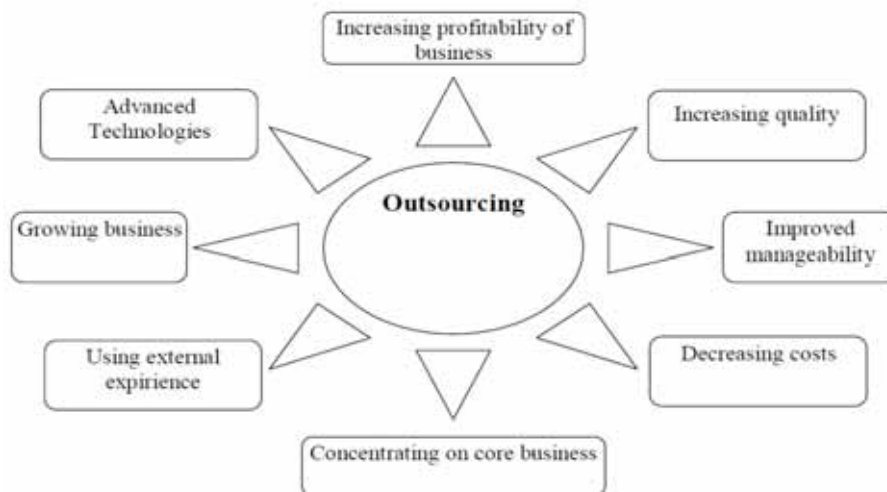 Increasing profitability of
business
Advanced
Technologies
Increasing quality
Outsourcing
Growing business
Improved
manageability
Using external
expirience
Decreasing costs
Concentrating on core business